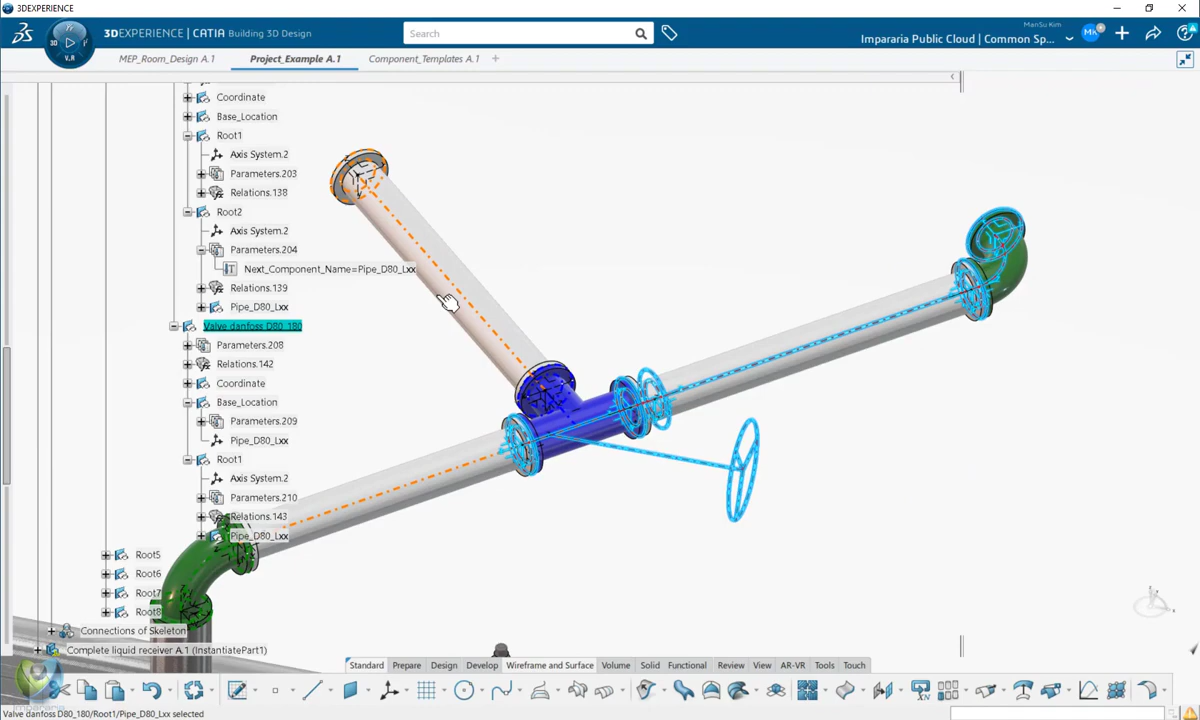 3DEXPERIENCE
3DEXPERIENCE | CATIA Building 3D Design
Search
ManSu Kim
Impararia Public Cloud | Common Sp...
MK
3D
V.R
MEP_Room_Design A.1
Project_Example A.1
Component_Templates A.1
Coordinate
Base_Location
Root1
Axis System.2
Parameters.203
Relations.138
Root2
Axis System.2
Parameters.204
Next_Component_Name=Pipe_D80_Lxx
Relations.139
Pipe_D80_Lxx
Valve danfoss D80_180
Parameters.208
Relations.142
Coordinate
Base_Location
Parameters.209
Pipe_D80_Lxx
Root1
Axis System.2
Parameters.210
Relations.143
Pipe_D80_Lxx
Root5
Root6
Root7
Root8
Connections of Skeleton
Complete liquid receiver A.1 (InstantiatePart1)
Standard Prepare Design Develop Wireframe and Surface Volume Solid Functional Review View AR-VR Tools Touch
Valve danfoss D80_180/Root1/Pipe_D80_Lxx selected